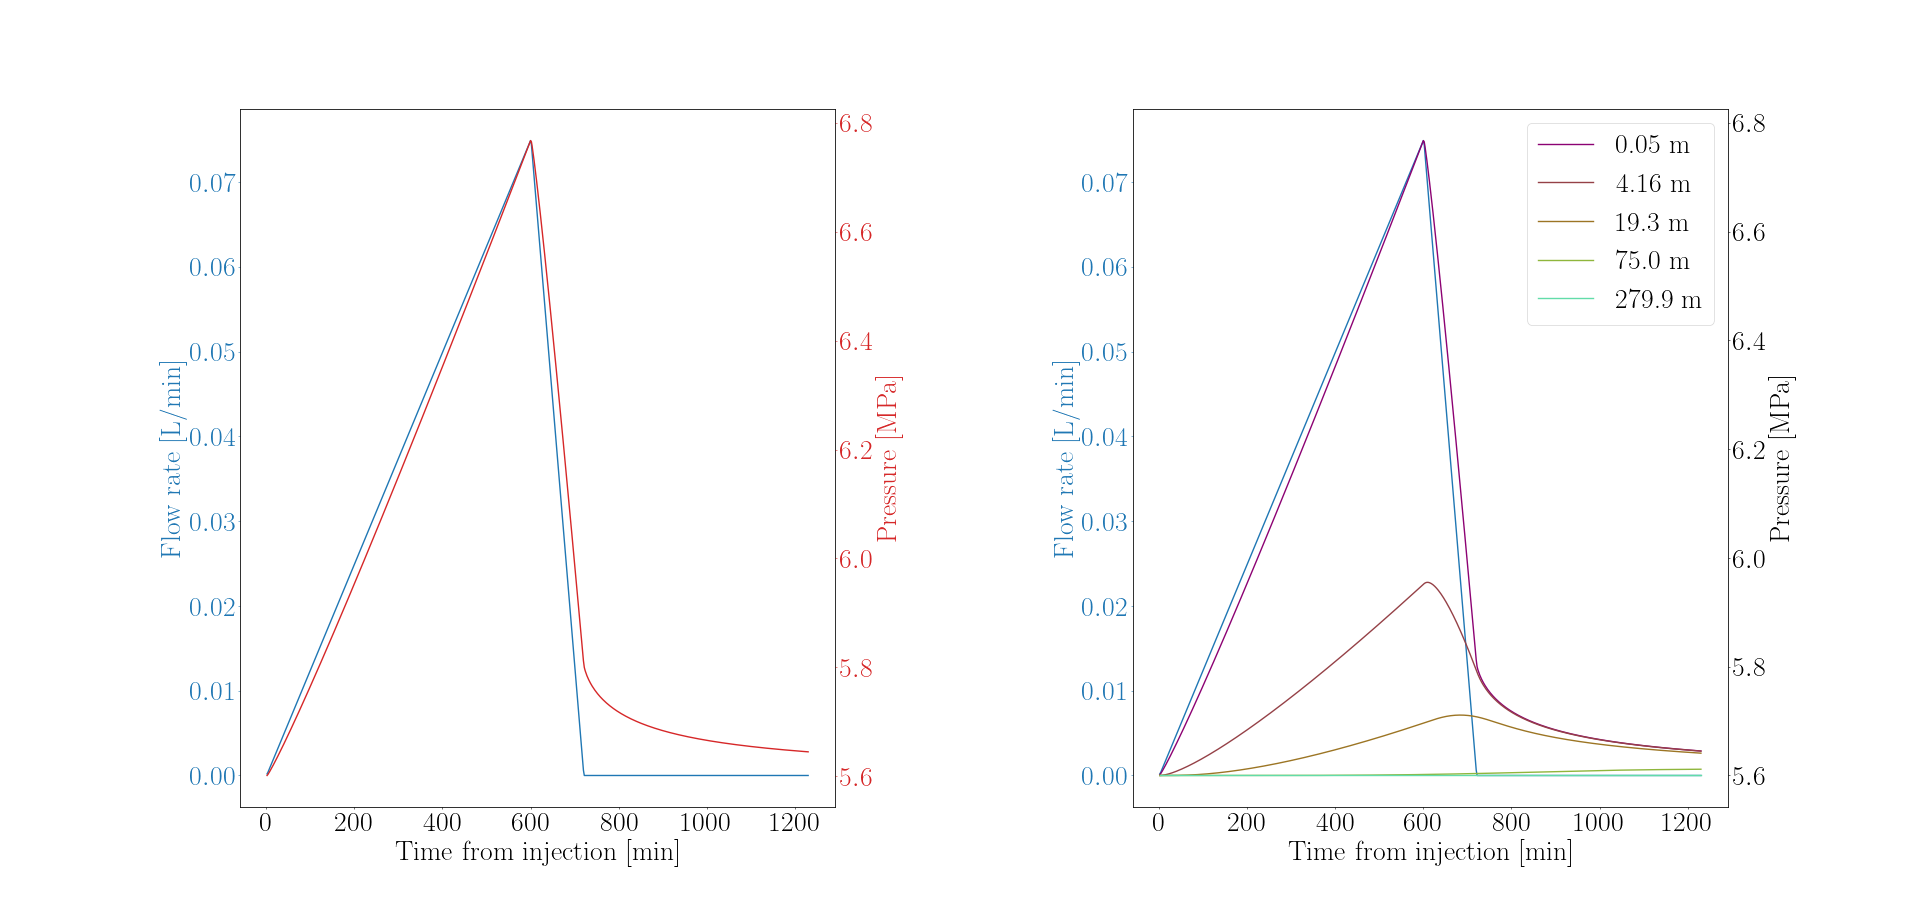 Flow rate [L/min]
0.07
0.06
0.05
0.04
0.03
0.02
0.01
0.00
0 200 400 600 800 1000 1200
Time from injection [min]
6.8
6.6
6.4
6.2
6.0
5.8
5.6
Pressure [MPa]
Flow rate [L/min]
0.07
0.06
0.05
0.04
0.03
0.02
0.01
0.00
0 200 400 600 800 1000 1200
Time from injection [min]
0.05 m
4.16 m
19.3 m
75.0 m
279.9 m
6.8
6.6
6.4
6.2
6.0
5.8
5.6
Pressure [MPa]